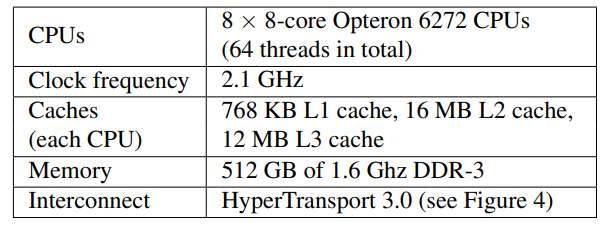 CPUs
8 × 8-core Opteron 6272 CPUs
(64 threads in total)
Clock frequency
2.1 GHz
Caches
(each CPU)
768 KB L1 cache, 16 MB L2 cache,
12 MB L3 cache
Memory
512 GB of 1.6 Ghz DDR-3
Interconnect
HyperTransport 3.0 (see Figure 4)